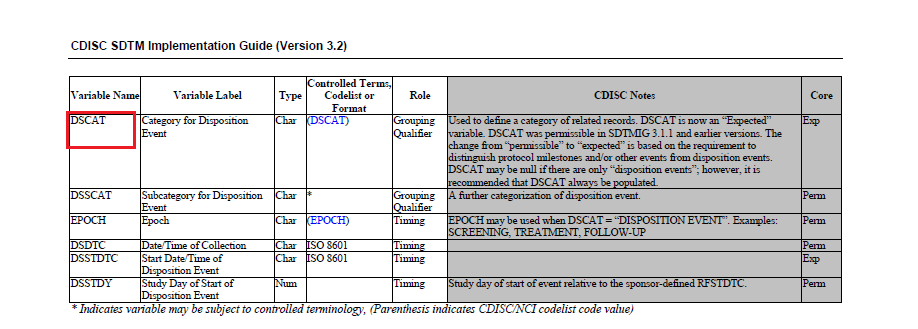 CDISC SDTM Implementation Guide (Version 3.2)
Variable Name Variable Label Type Controlled Terms, Codelist or Format Role CDISC Notes Core
DSCAT Category for Disposition Event Char (DSCAT) Grouping Qualifier Used to define a category of related records. DSCAT is now an “Expected”
variable. DSCAT was permissible in SDTMIG 3.1.1 and earlier versions. The
change from “permissible” to “expected” is based on the requirement to
distinguish protocol milestones and/or other events from disposition events.
DSCAT may be null if there are only “disposition events”; however, it is
recommended that DSCAT always be populated. Exp
DSSCAT Subcategory for Disposition Event Char * Grouping Qualifier A further categorization of disposition event. Perm
EPOCH Epoch Char (EPOCH) Timing EPOCH may be used when DSCAT = “DISPOSITION EVENT”. Examples:
SCREENING, TREATMENT, FOLLOW-UP Perm
DSDTC Date/Time of Collection Char ISO 8601 Timing Perm
DSSTDTC Start Date/Time of Disposition Event Char ISO 8601 Timing Exp
DSSTDY Study Day of Start of Disposition Event Num Timing Study day of start of event relative to the sponsor-defined RFSTDTC. Perm
* Indicates variable may be subject to controlled terminology, (Parenthesis indicates CDISC/NCI codelist code value)